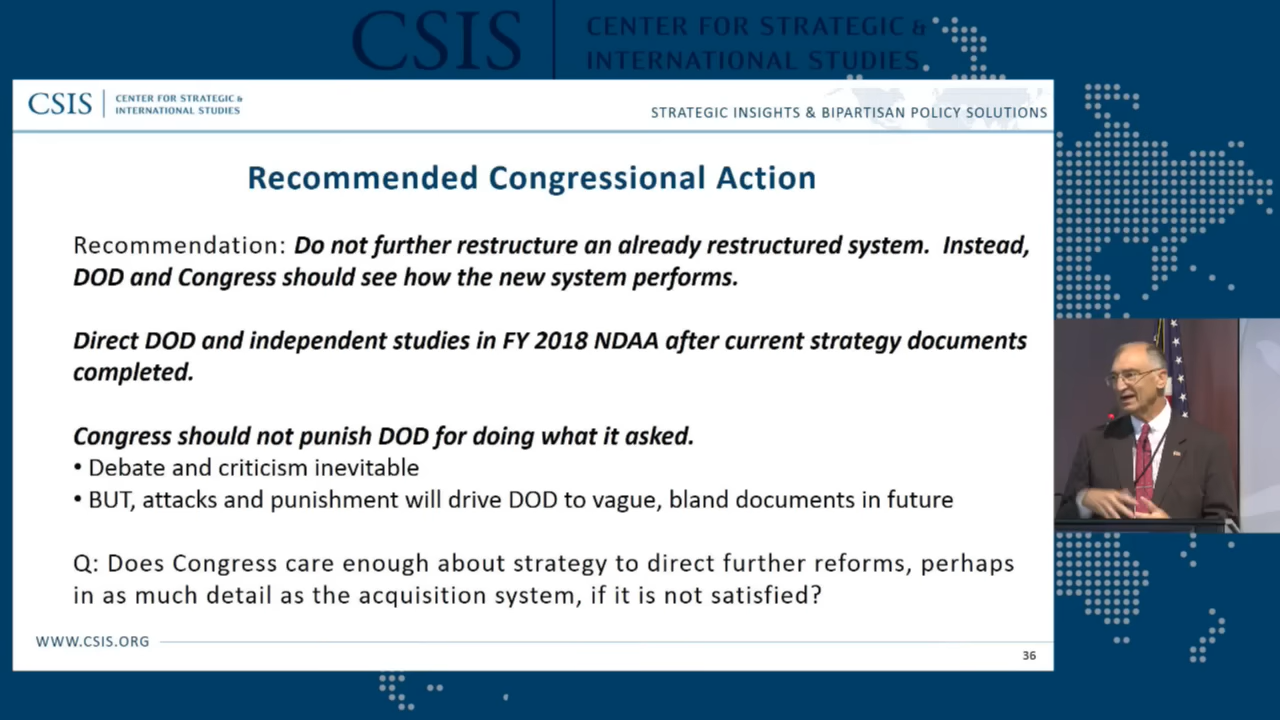 CSIS
CENTER FOR STRATEGIC &
INTERNATIONAL STUDIES
CSIS
CENTER FOR STRATEGIC &
INTERNATIONAL STUDIES
STRATEGIC INSIGHTS & BIPARTISAN POLICY SOLUTIONS
Recommended Congressional Action
Recommendation: Do not further restructure an already restructured system. Instead,
DOD and Congress should see how the new system performs.
Direct DOD and independent studies in FY 2018 NDAA after current strategy documents
completed.
Congress should not punish DOD for doing what it asked.
• Debate and criticism inevitable
• BUT, attacks and punishment will drive DOD to vague, bland documents in future
Q: Does Congress care enough about strategy to direct further reforms, perhaps
in as much detail as the acquisition system, if it is not satisfied?
WWW.CSIS.ORG
36